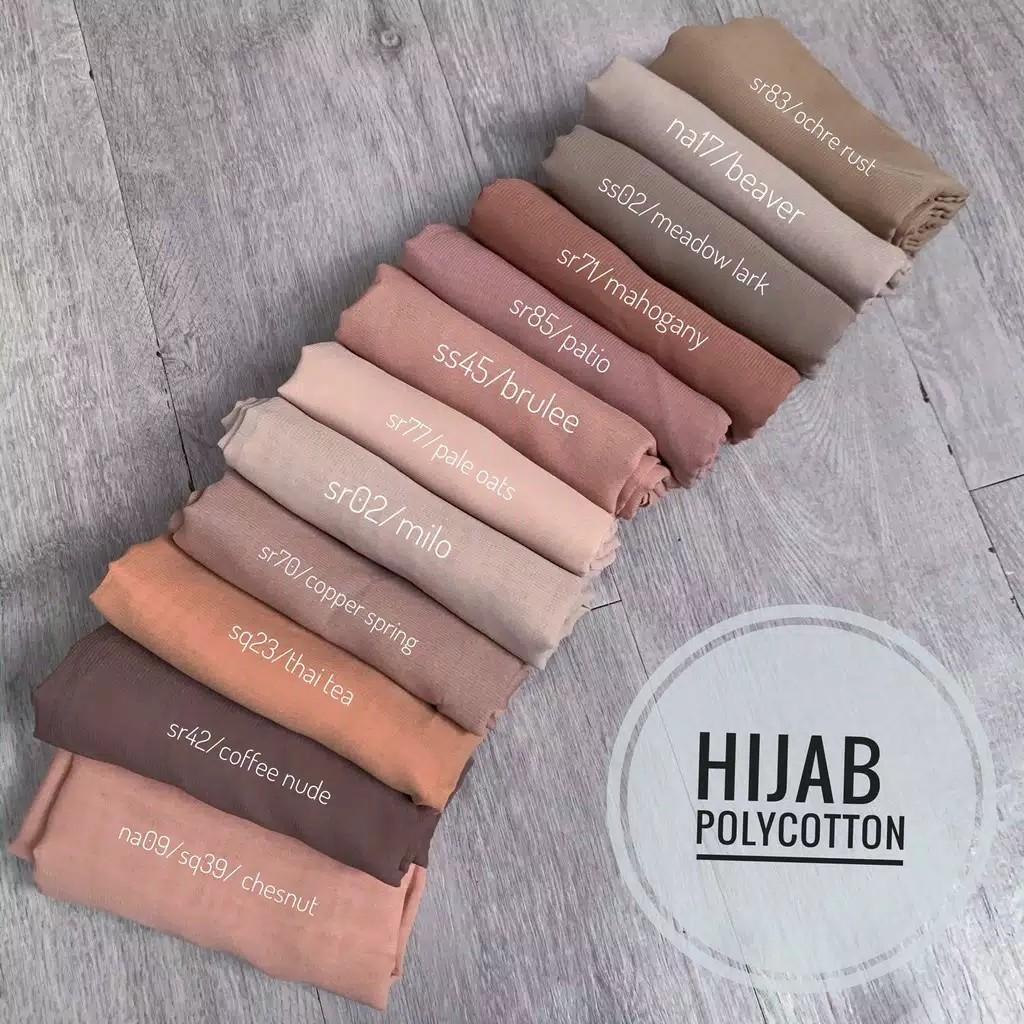 sr83/ochre rust
na17/beaver
ss02/meadow lark
sr71/mahogany
sr85/patio
ss45/brulee
sr77/pale oats
sr02/milo
sr70/copper spring
sq23/thai tea
sr42/coffee nude
na09/sq39/ chesnut
HIJAB
POLYCOTTON